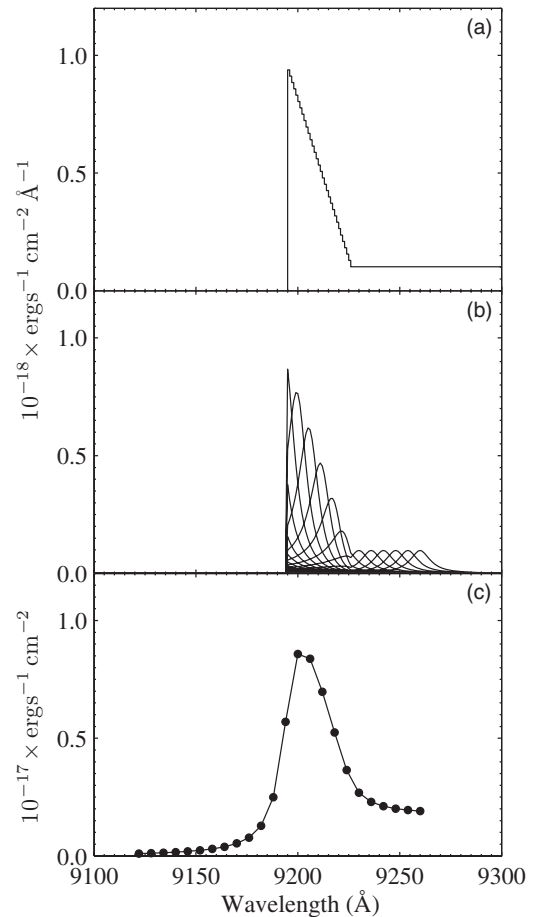 (a)
1.0
0.5
0.0
10⁻¹⁸ × ergs⁻¹ cm⁻² Å⁻¹
(b)
1.0
0.5
0.0
(c)
1.0
0.5
0.0
10⁻¹⁷ × ergs⁻¹ cm⁻²
9100 9150 9200 9250 9300
Wavelength (Å)